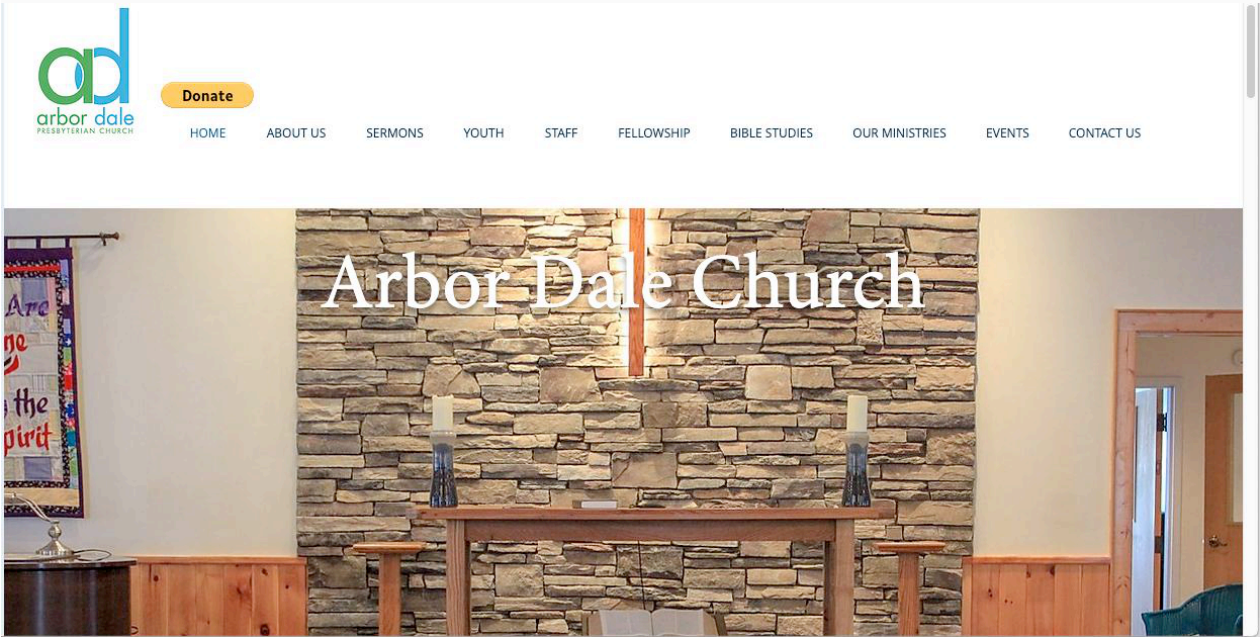 ad
arbor dale
PRESBYTERIAN CHURCH
Donate
HOME ABOUT US SERMONS YOUTH STAFF FELLOWSHIP BIBLE STUDIES OUR MINISTRIES EVENTS CONTACT US
Arbor Dale Church
Are
ne
the
pirit